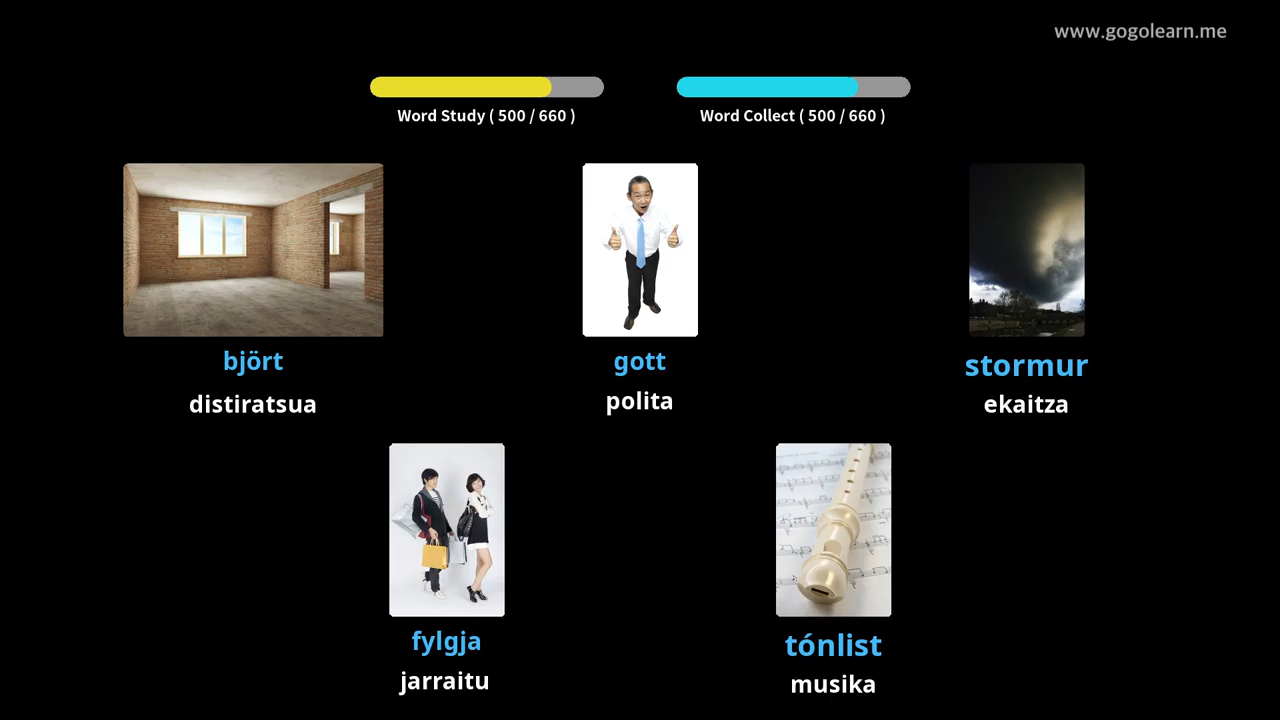 www.gogolearn.me
Word Study ( 500 / 660 )
Word Collect ( 500 / 660 )
björt
distiratsua
gott
polita
stormur
ekaitza
fylgja
jarraitu
tónlist
musika